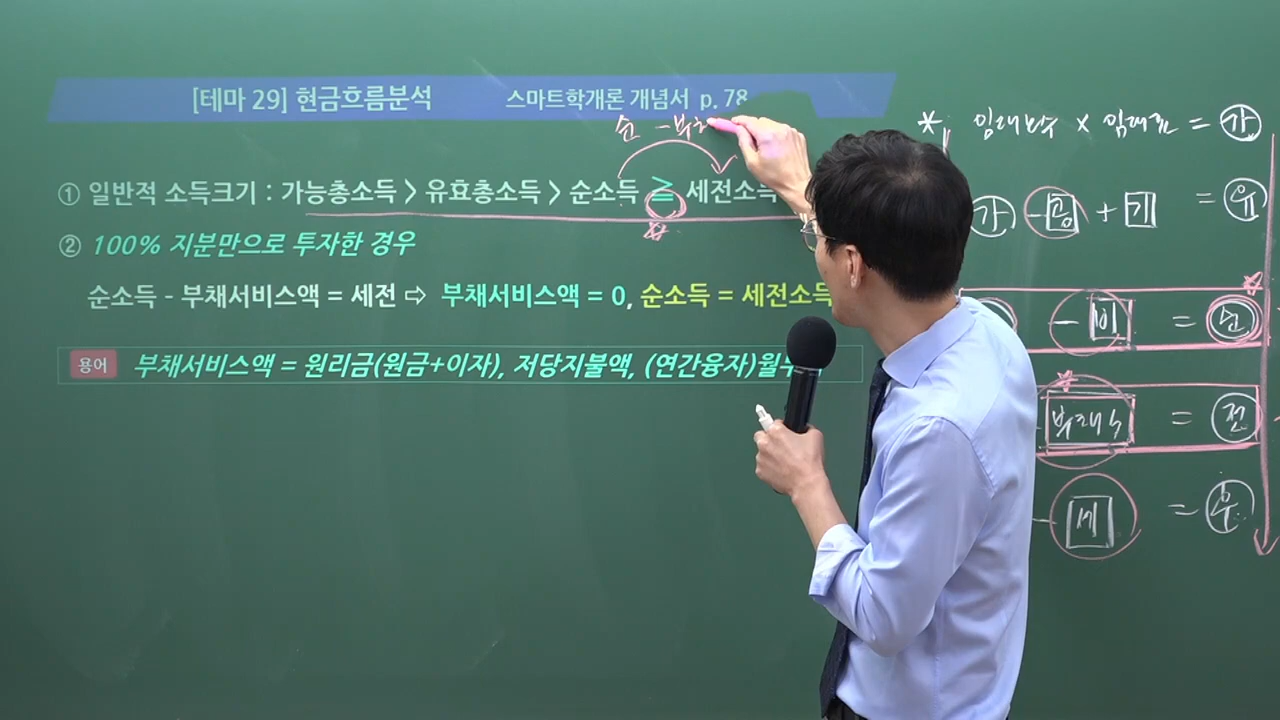 [테마 29] 현금흐름분석 스마트학개론 개념서 p. 78
순 - 부채
① 일반적 소득크기 : 가능총소득 > 유효총소득 > 순소득 ≥ 세전소득
② 100% 지분만으로 투자한 경우
순소득 - 부채서비스액 = 세전 ⇨ 부채서비스액 = 0, 순소득 = 세전소득
용어 부채서비스액 = 원리금(원금+이자), 저당지불액, (연간융자)월부
* 임대단위 × 임대료 = 가
가 - 공 + 기 = 유
- 비 = 순
부채서 = 전
- 세 = 후